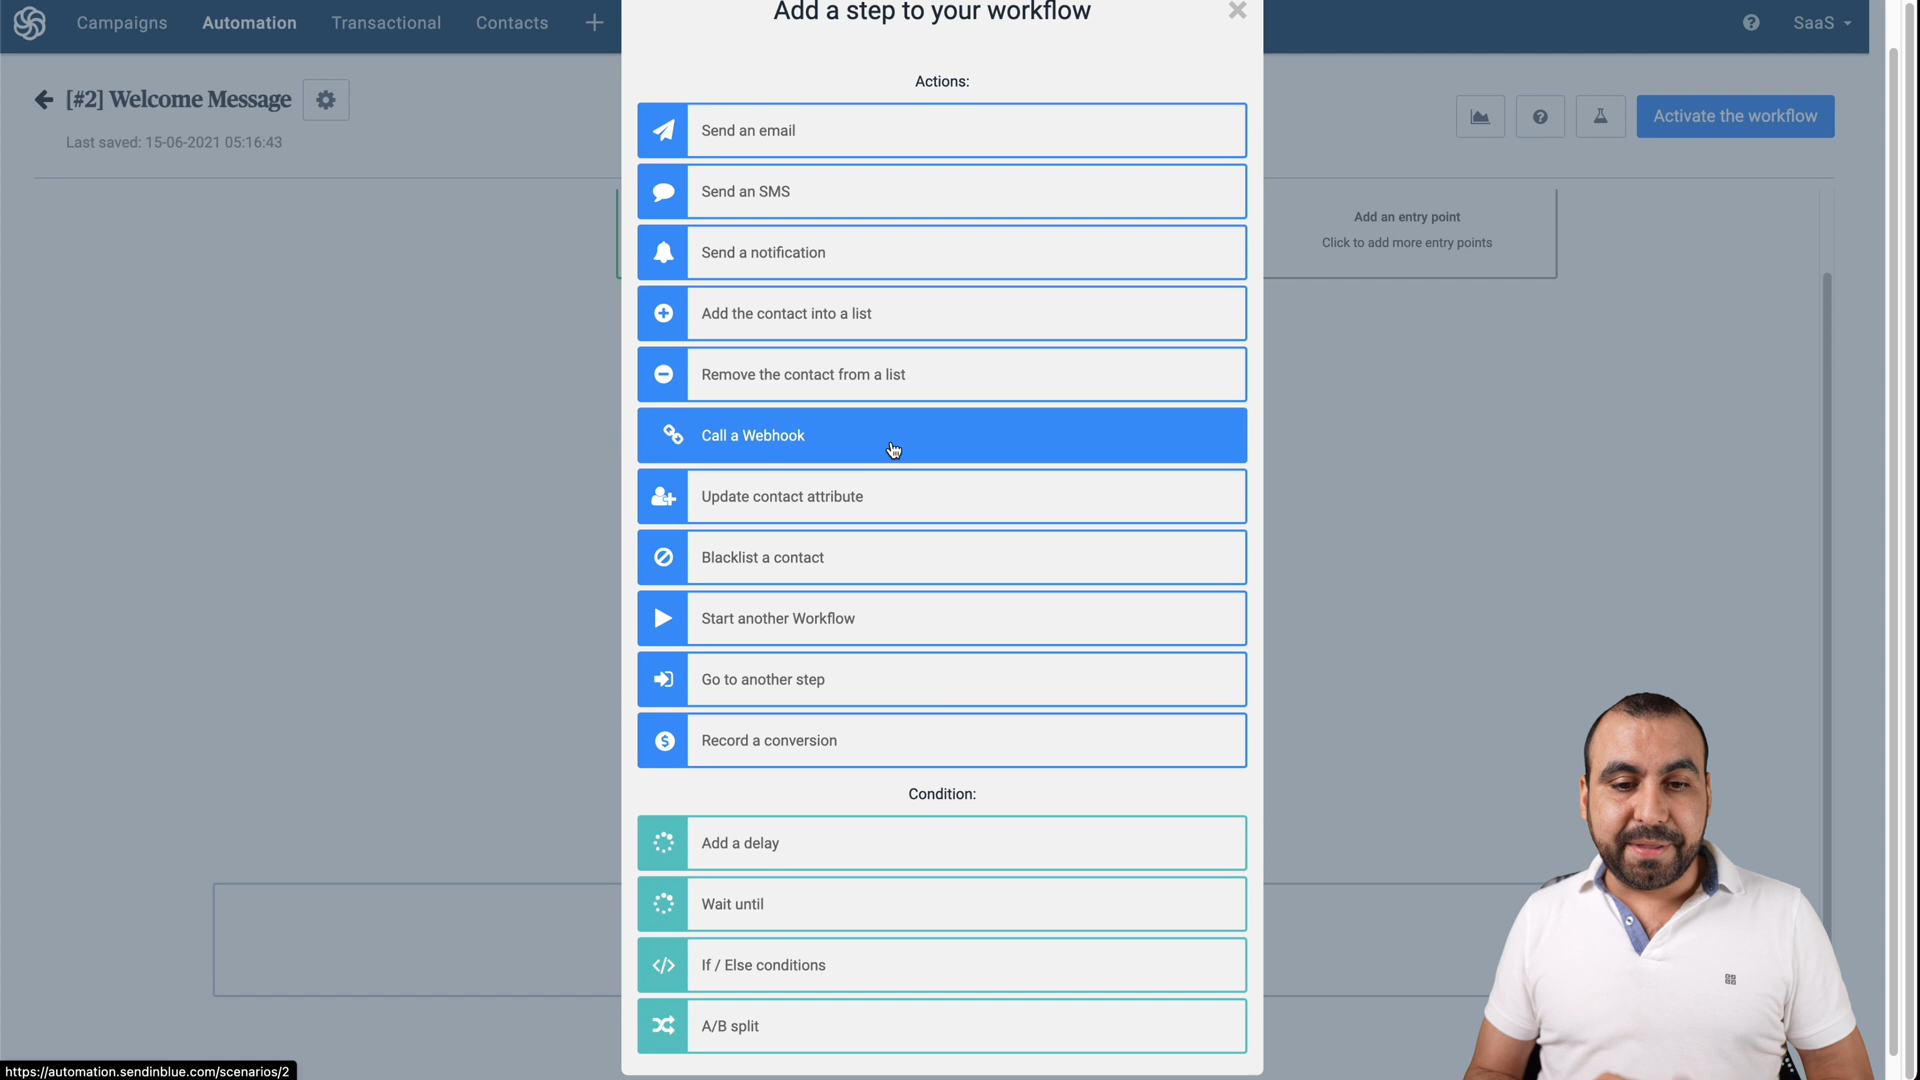 Campaigns Automation Transactional Contacts
Add a step to your workflow
SaaS
[#2] Welcome Message
Last saved: 15-06-2021 05:16:43
Activate the workflow
Actions:
Send an email
Send an SMS
Send a notification
Add the contact into a list
Remove the contact from a list
Call a Webhook
Update contact attribute
Blacklist a contact
Start another Workflow
Go to another step
Record a conversion
Condition:
Add a delay
Wait until
If / Else conditions
A/B split
Add an entry point
Click to add more entry points
https://automation.sendinblue.com/scenarios/2